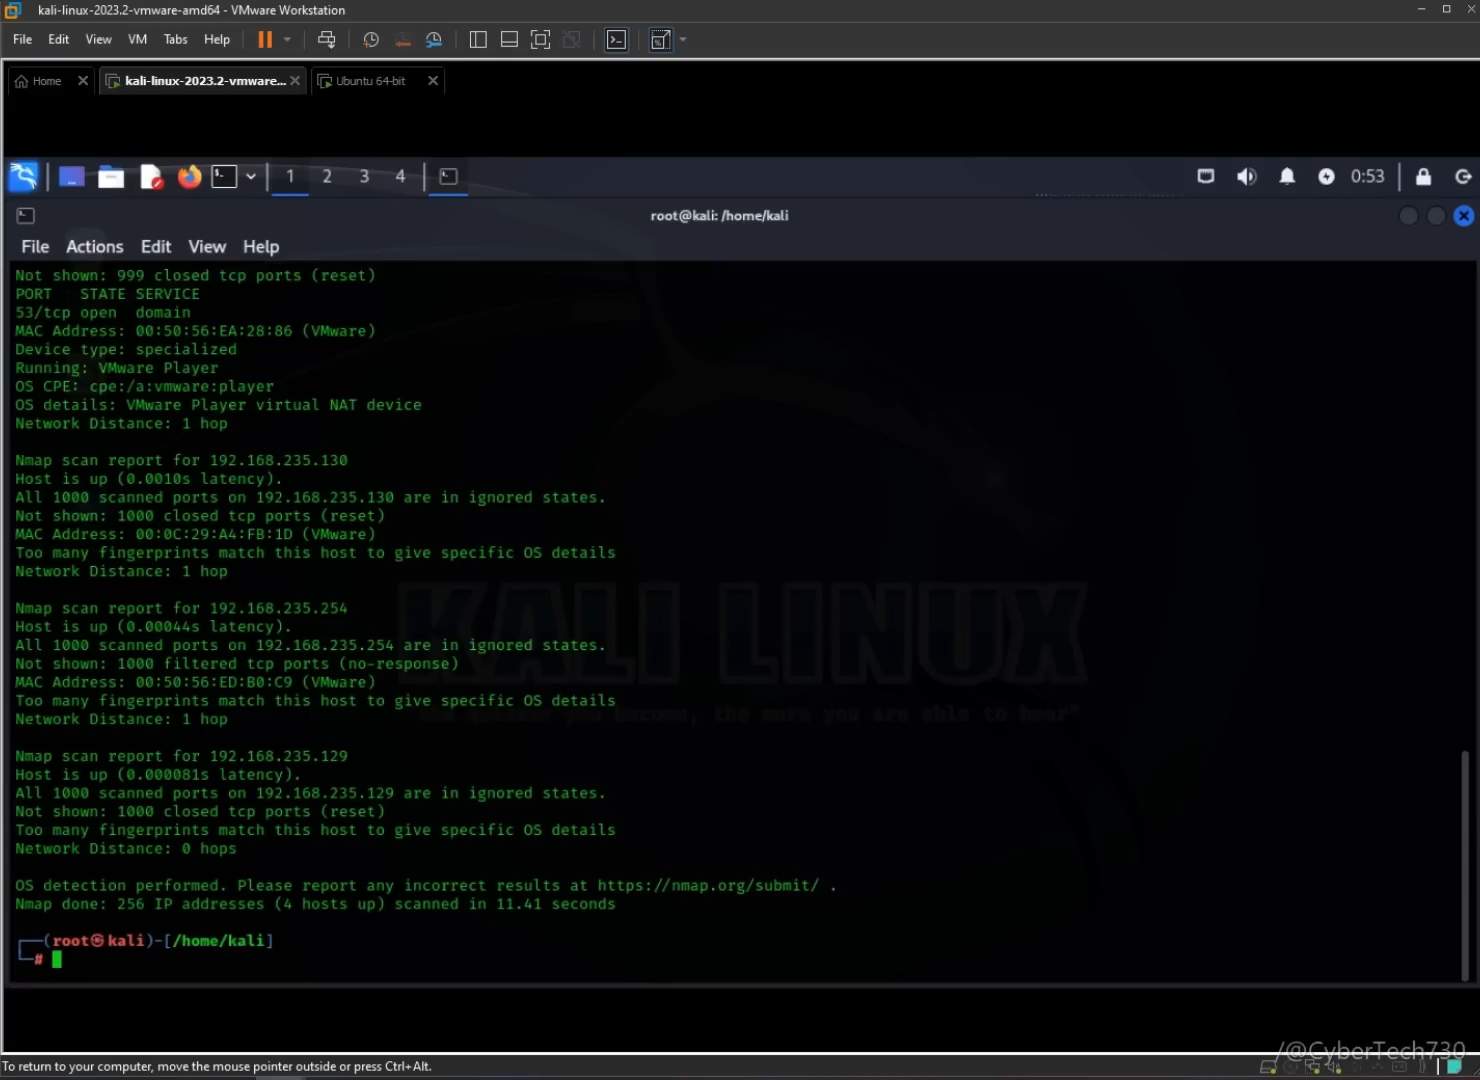 kali-linux-2023.2-vmware-amd64 - VMware Workstation
File Edit View VM Tabs Help
Home kali-linux-2023.2-vmware... Ubuntu 64-bit
1 2 3 4 0:53
root@kali: /home/kali
File Actions Edit View Help
Not shown: 999 closed tcp ports (reset)
PORT STATE SERVICE
53/tcp open domain
MAC Address: 00:50:56:EA:28:86 (VMware)
Device type: specialized
Running: VMware Player
OS CPE: cpe:/a:vmware:player
OS details: VMware Player virtual NAT device
Network Distance: 1 hop
Nmap scan report for 192.168.235.130
Host is up (0.0010s latency).
All 1000 scanned ports on 192.168.235.130 are in ignored states.
Not shown: 1000 closed tcp ports (reset)
MAC Address: 00:0C:29:A4:FB:1D (VMware)
Too many fingerprints match this host to give specific OS details
Network Distance: 1 hop
Nmap scan report for 192.168.235.254
Host is up (0.00044s latency).
All 1000 scanned ports on 192.168.235.254 are in ignored states.
Not shown: 1000 filtered tcp ports (no-response)
MAC Address: 00:50:56:ED:B0:C9 (VMware)
Too many fingerprints match this host to give specific OS details
Network Distance: 1 hop
KALI LINUX
the more you are able to hear"
Nmap scan report for 192.168.235.129
Host is up (0.000081s latency).
All 1000 scanned ports on 192.168.235.129 are in ignored states.
Not shown: 1000 closed tcp ports (reset)
Too many fingerprints match this host to give specific OS details
Network Distance: 0 hops
OS detection performed. Please report any incorrect results at https://nmap.org/submit/ .
Nmap done: 256 IP addresses (4 hosts up) scanned in 11.41 seconds
(root㉿kali)-[/home/kali]
#
/@CyberTech730
To return to your computer, move the mouse pointer outside or press Ctrl+Alt.